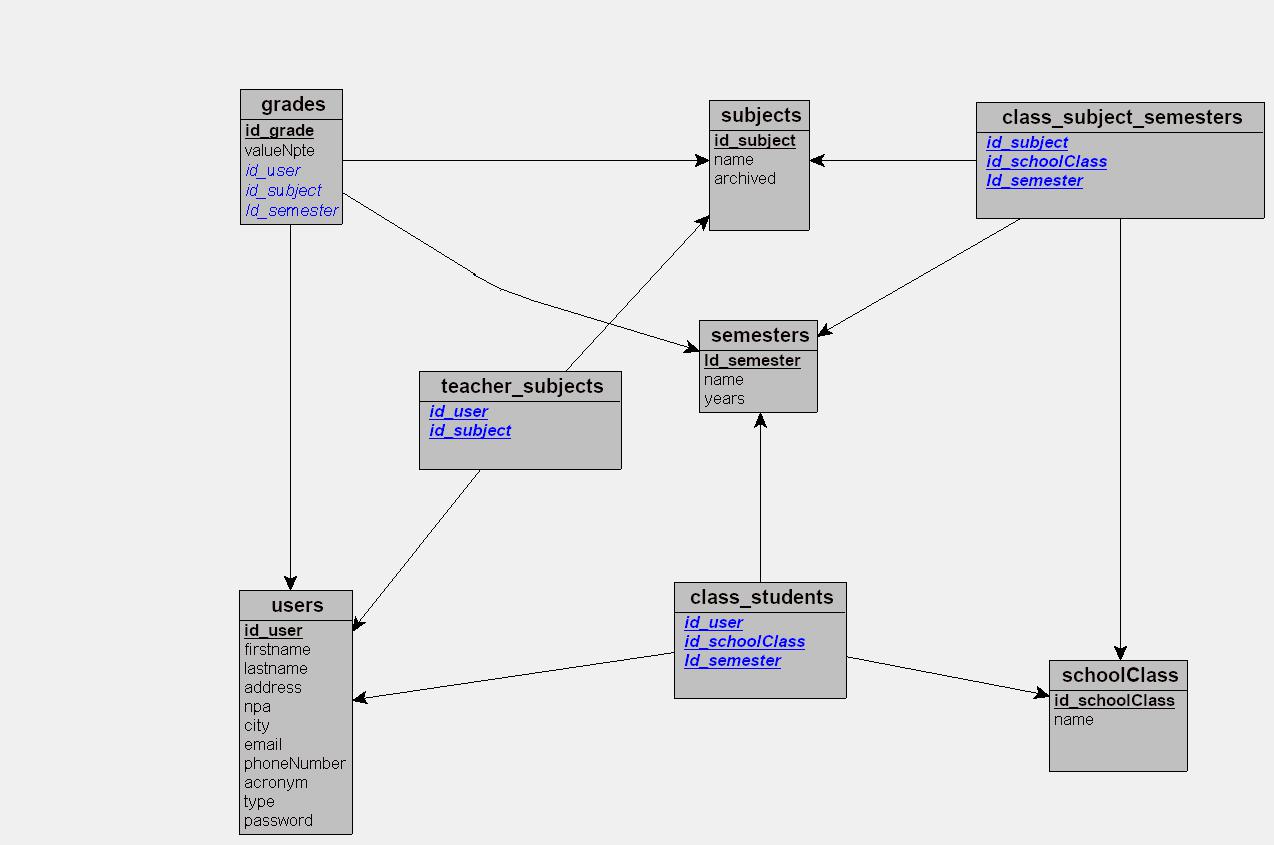 grades
id_grade
valueNpte
id_user
id_subject
Id_semester
subjects
id_subject
name
archived
class_subject_semesters
id_subject
id_schoolClass
Id_semester
semesters
Id_semester
name
years
teacher_subjects
id_user
id_subject
users
id_user
firstname
lastname
address
npa
city
email
phoneNumber
acronym
type
password
class_students
id_user
id_schoolClass
Id_semester
schoolClass
id_schoolClass
name